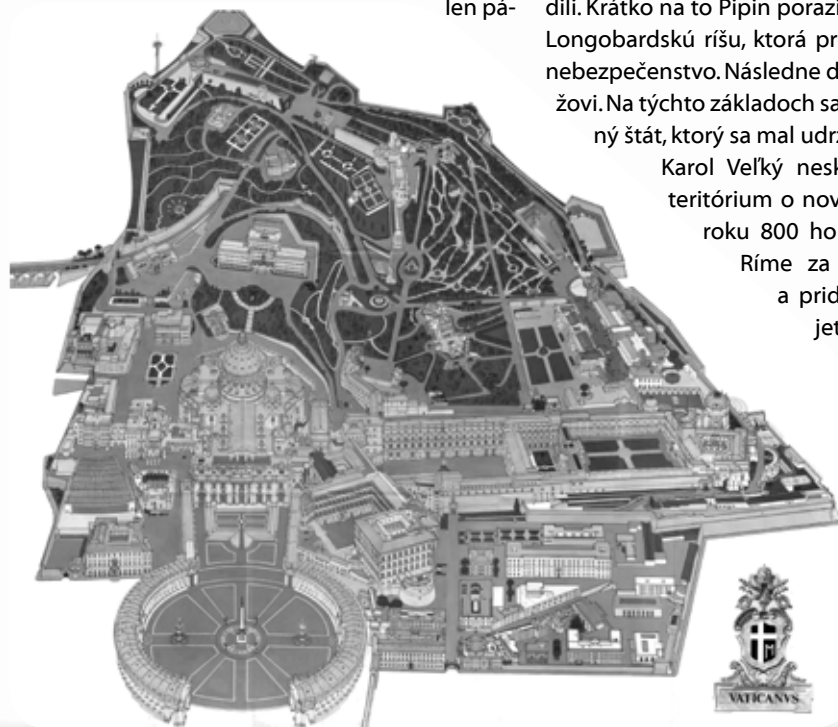 len pá-
dili. Krátko na to Pipin porazi
Longobardskú ríšu, ktorá pr
nebezpečenstvo. Následne d
žovi. Na týchto základoch sa
ný štát, ktorý sa mal udrž
Karol Veľký nesk
teritórium o nov
roku 800 ho
Ríme za
a prid
jet
M
VATICANVS